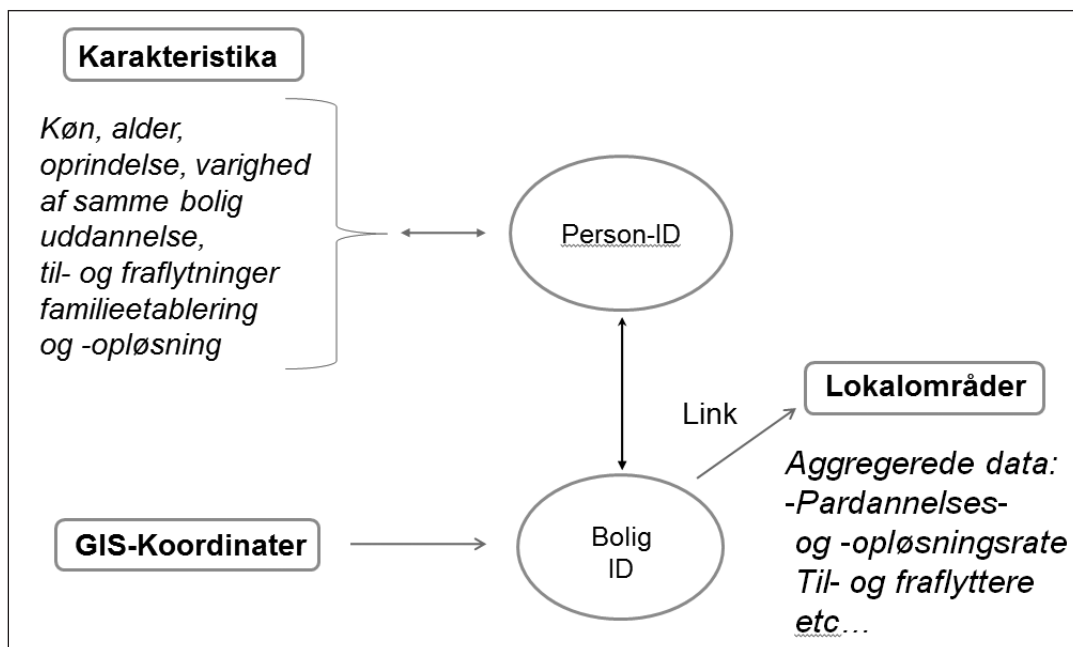 Karakteristika
Køn, alder,
oprindelse, varighed
af samme bolig
uddannelse,
til- og fraflytninger
familieetablering
og -opløsning
Person-ID
Link
Lokalområder
Aggregerede data:
-Pardannelses-
og -opløsningsrate
Til- og fraflyttere
etc...
GIS-Koordinater
Bolig
ID